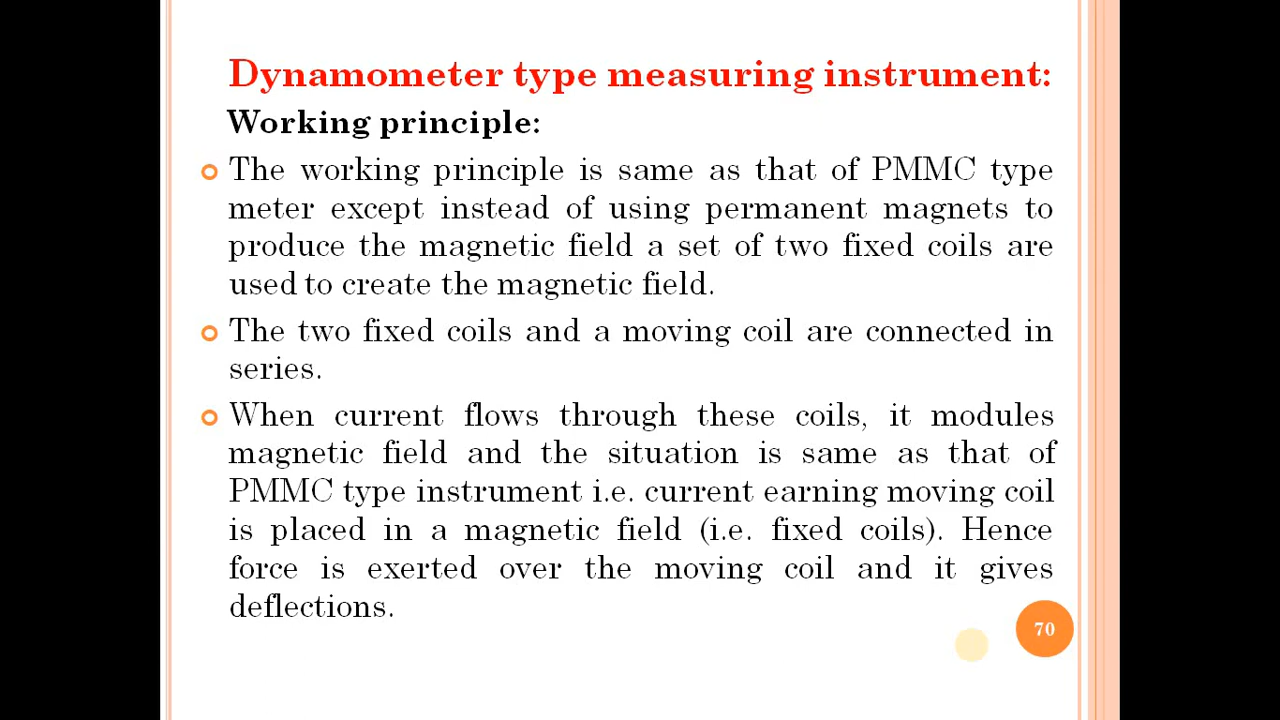 Dynamometer type measuring instrument:
Working principle:
The working principle is same as that of PMMC type
meter except instead of using permanent magnets to
produce the magnetic field a set of two fixed coils are
used to create the magnetic field.
The two fixed coils and a moving coil are connected in
series.
When current flows through these coils, it modules
magnetic field and the situation is same as that of
PMMC type instrument i.e. current earning moving coil
is placed in a magnetic field (i.e. fixed coils). Hence
force is exerted over the moving coil and it gives
deflections.
70